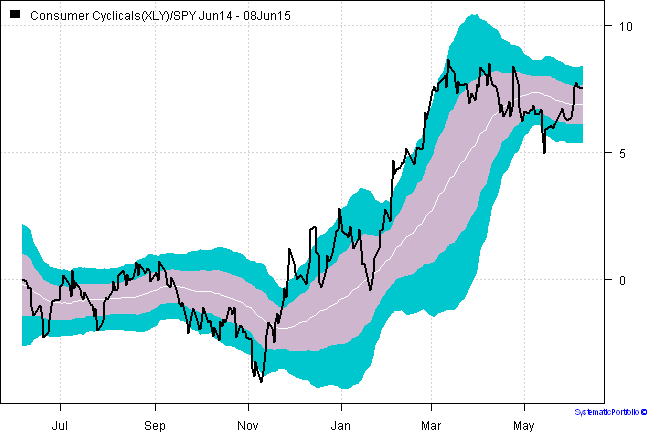 Consumer Cyclicals(XLY)/SPY Jun14 - 08Jun15
10
5
0
Jul Sep Nov Jan Mar May
SystematicPortfolio ©